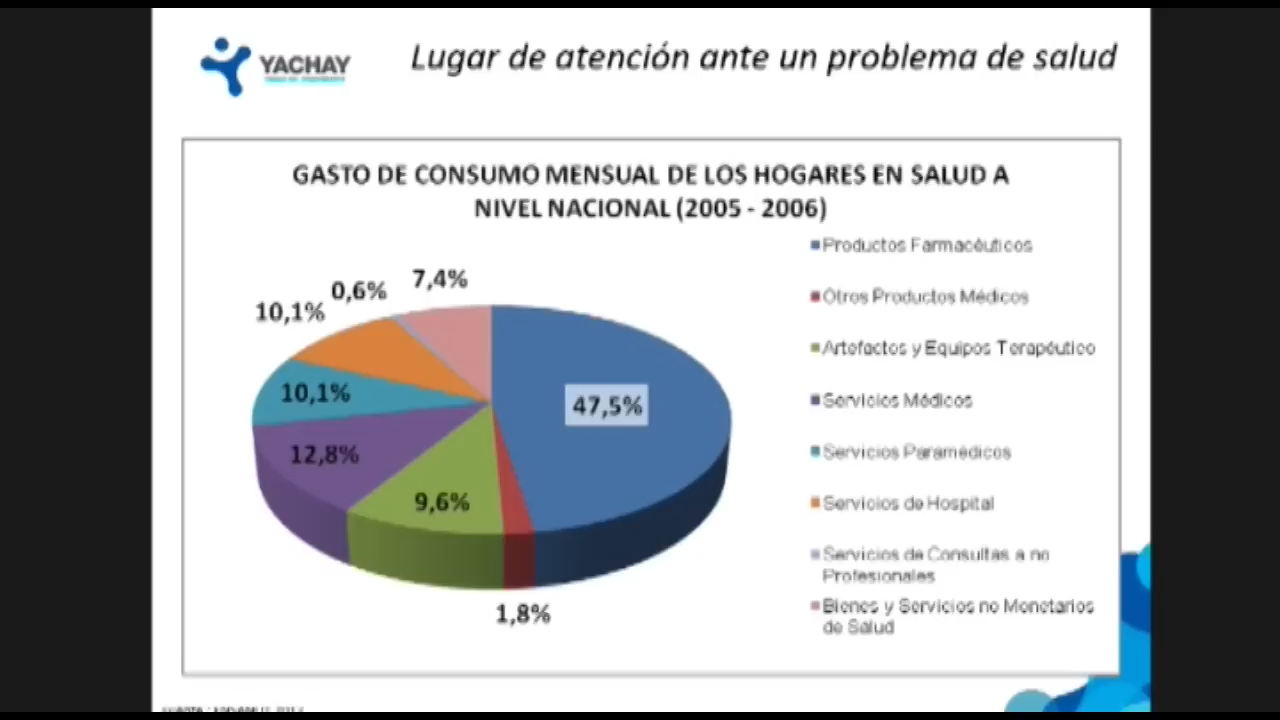 YACHAY
Lugar de atención ante un problema de salud
GASTO DE CONSUMO MENSUAL DE LOS HOGARES EN SALUD A
NIVEL NACIONAL (2005 - 2006)
Productos Farmacéuticos
Otros Productos Médicos
Artefactos y Equipos Terapéutico
Servicios Médicos
Servicios Paramédicos
Servicios de Hospital
Servicios de Consultas a no
Profesionales
Bienes y Servicios no Monetarios
de Salud
7,4%
0,6%
10,1%
10,1%
47,5%
12,8%
9,6%
1,8%